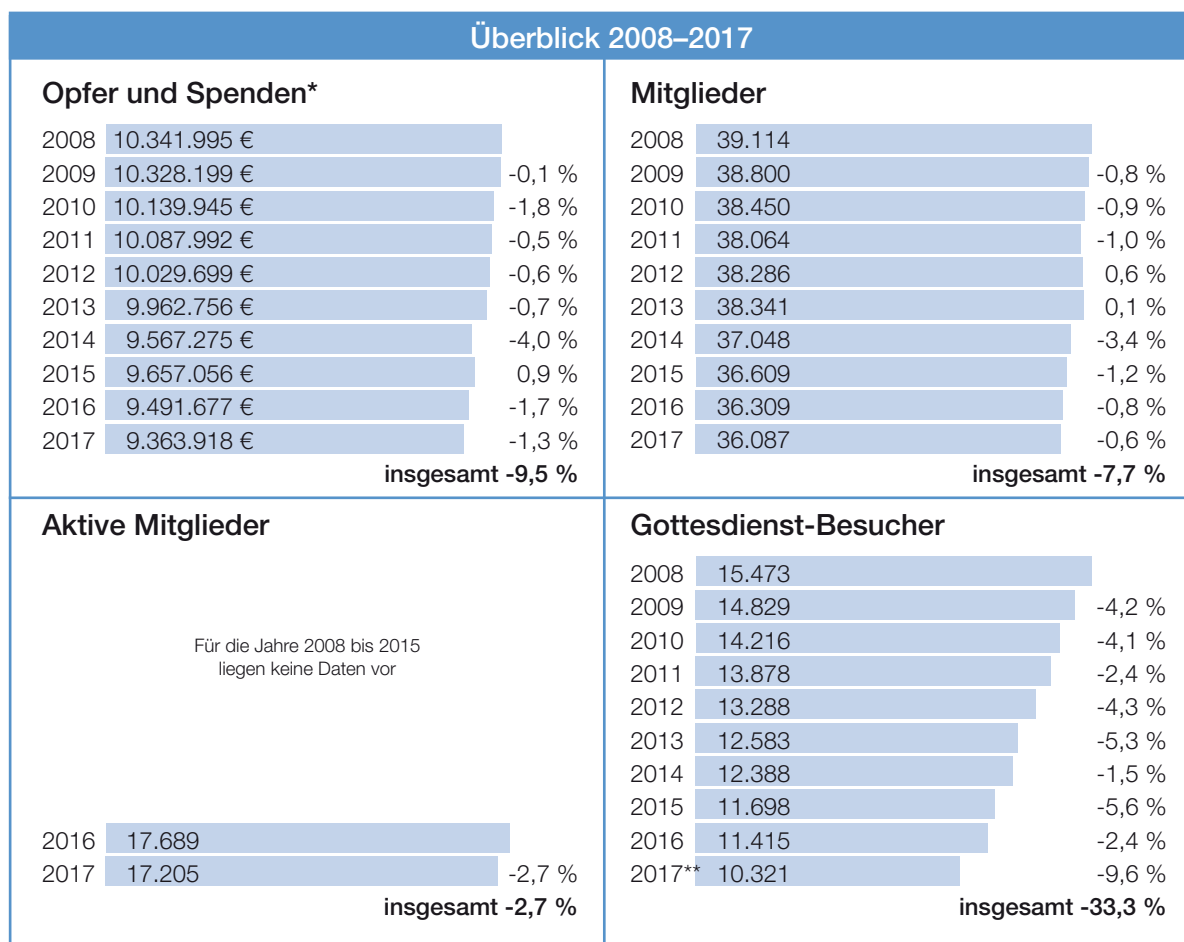 Überblick 2008–2017
Opfer und Spenden*
2008 10.341.995 €
2009 10.328.199 € -0,1 %
2010 10.139.945 € -1,8 %
2011 10.087.992 € -0,5 %
2012 10.029.699 € -0,6 %
2013 9.962.756 € -0,7 %
2014 9.567.275 € -4,0 %
2015 9.657.056 € 0,9 %
2016 9.491.677 € -1,7 %
2017 9.363.918 € -1,3 %
insgesamt -9,5 %
Mitglieder
2008 39.114
2009 38.800 -0,8 %
2010 38.450 -0,9 %
2011 38.064 -1,0 %
2012 38.286 0,6 %
2013 38.341 0,1 %
2014 37.048 -3,4 %
2015 36.609 -1,2 %
2016 36.309 -0,8 %
2017 36.087 -0,6 %
insgesamt -7,7 %
Aktive Mitglieder
Für die Jahre 2008 bis 2015
liegen keine Daten vor
2016 17.689
2017 17.205 -2,7 %
insgesamt -2,7 %
Gottesdienst-Besucher
2008 15.473
2009 14.829 -4,2 %
2010 14.216 -4,1 %
2011 13.878 -2,4 %
2012 13.288 -4,3 %
2013 12.583 -5,3 %
2014 12.388 -1,5 %
2015 11.698 -5,6 %
2016 11.415 -2,4 %
2017** 10.321 -9,6 %
insgesamt -33,3 %